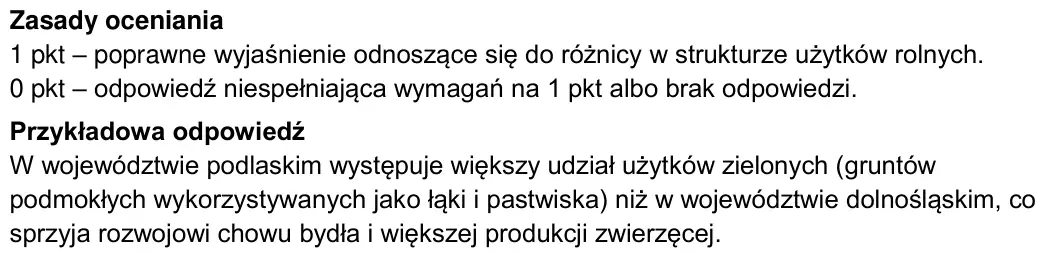 Zasady oceniania
1 pkt – poprawne wyjaśnienie odnoszące się do różnicy w strukturze użytków rolnych.
0 pkt – odpowiedź niespełniająca wymagań na 1 pkt albo brak odpowiedzi.
Przykładowa odpowiedź
W województwie podlaskim występuje większy udział użytków zielonych (gruntów
podmokłych wykorzystywanych jako łąki i pastwiska) niż w województwie dolnośląskim, co
sprzyja rozwojowi chowu bydła i większej produkcji zwierzęcej.